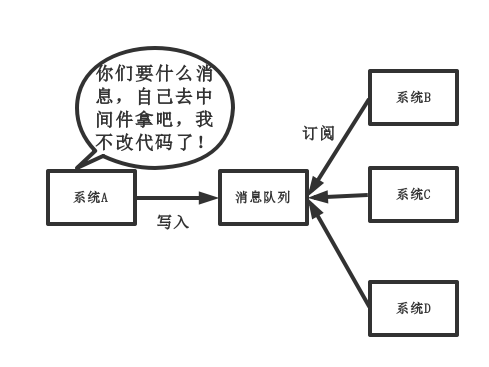 你们要什么消
息，自己去中
间件拿吧，我
不改代码了！
系统B
订阅
系统A
消息队列
系统C
写入
系统D